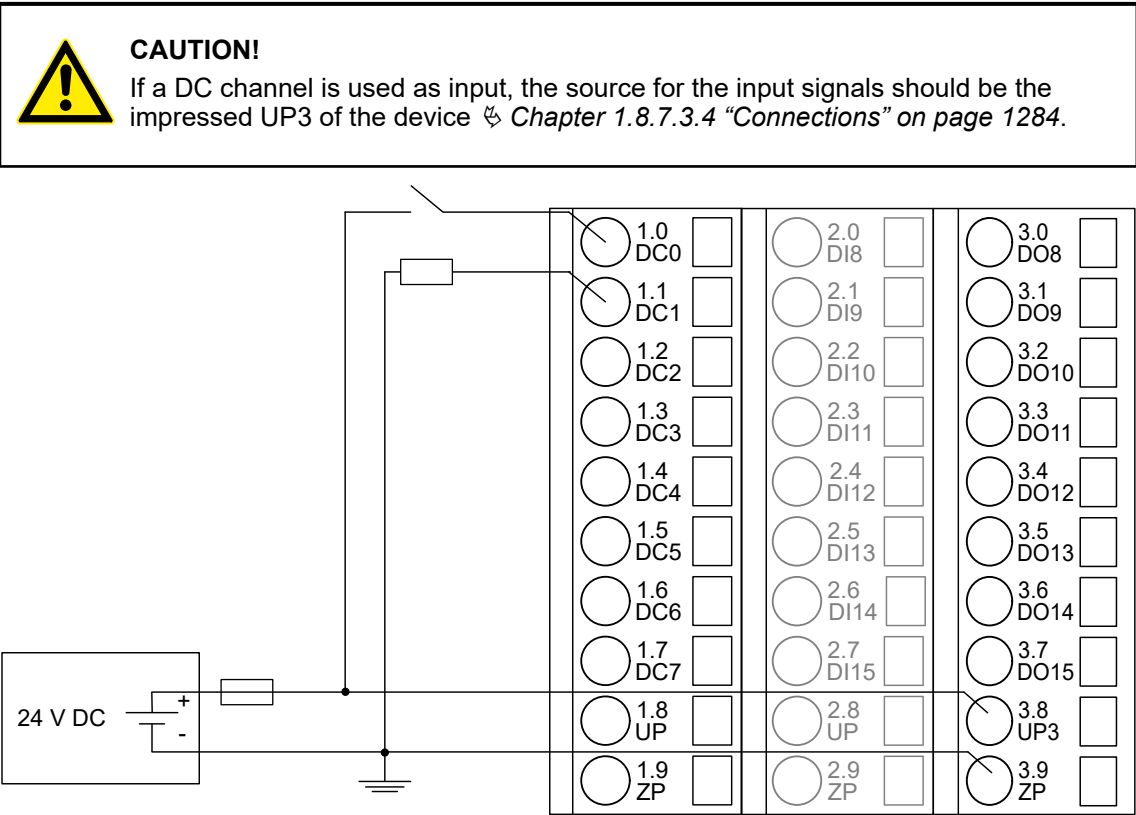 CAUTION!
If a DC channel is used as input, the source for the input signals should be the
impressed UP3 of the device Chapter 1.8.7.3.4 “Connections” on page 1284.
1.0
DC0
2.0
DI8
3.0
DO8
1.1
DC1
2.1
DI9
3.1
DO9
1.2
DC2
2.2
DI10
3.2
DO10
1.3
DC3
2.3
DI11
3.3
DO11
1.4
DC4
2.4
DI12
3.4
DO12
1.5
DC5
2.5
DI13
3.5
DO13
1.6
DC6
2.6
DI14
3.6
DO14
1.7
DC7
2.7
DI15
3.7
DO15
24 V DC
+
-
1.8
UP
2.8
UP
3.8
UP3
1.9
ZP
2.9
ZP
3.9
ZP